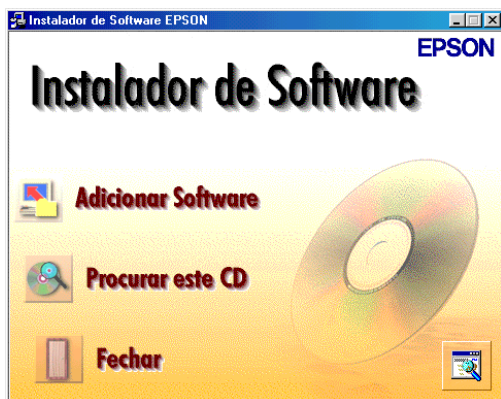 Instalador de Software EPSON
EPSON
Instalador de Software
Adicionar Software
Procurar este CD
Fechar